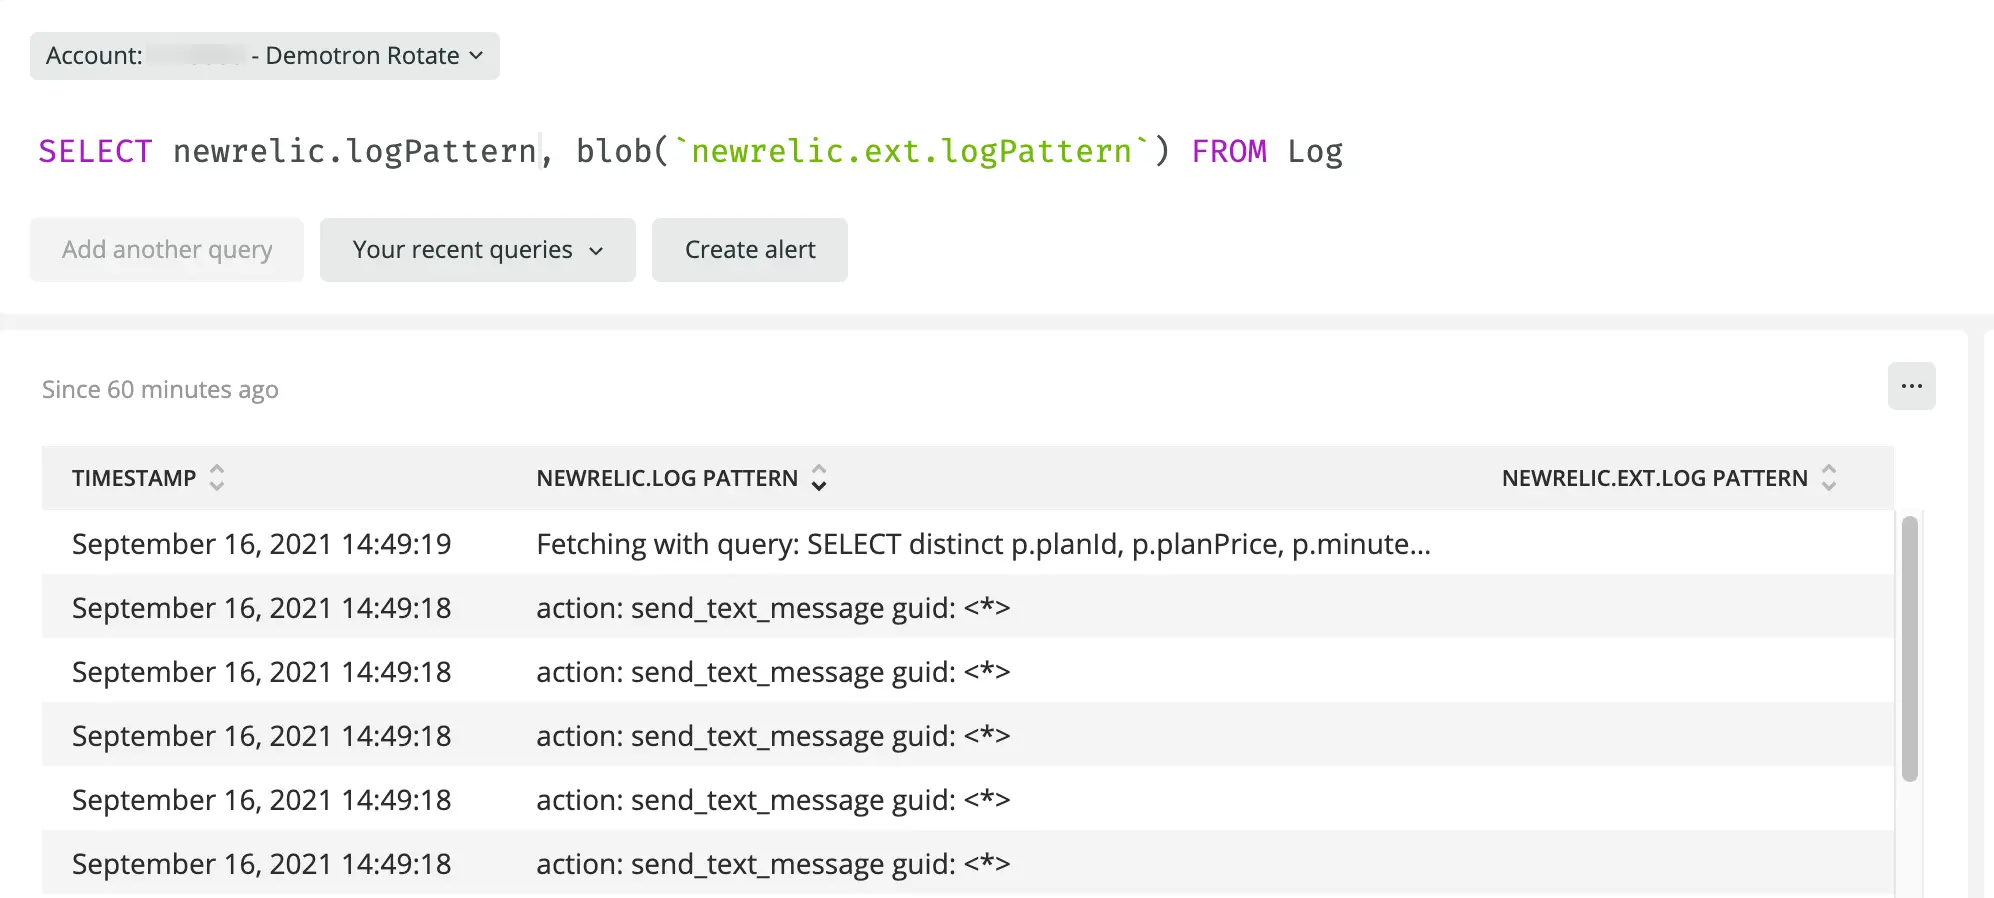 Account: - Demotron Rotate
SELECT newrelic.logPattern, blob(`newrelic.ext.logPattern`) FROM Log
Add another query Your recent queries Create alert
Since 60 minutes ago
...
TIMESTAMP NEWRELIC.LOG PATTERN NEWRELIC.EXT.LOG PATTERN
September 16, 2021 14:49:19 Fetching with query: SELECT distinct p.planId, p.planPrice, p.minute...
September 16, 2021 14:49:18 action: send_text_message guid: <*>
September 16, 2021 14:49:18 action: send_text_message guid: <*>
September 16, 2021 14:49:18 action: send_text_message guid: <*>
September 16, 2021 14:49:18 action: send_text_message guid: <*>
September 16, 2021 14:49:18 action: send_text_message guid: <*>